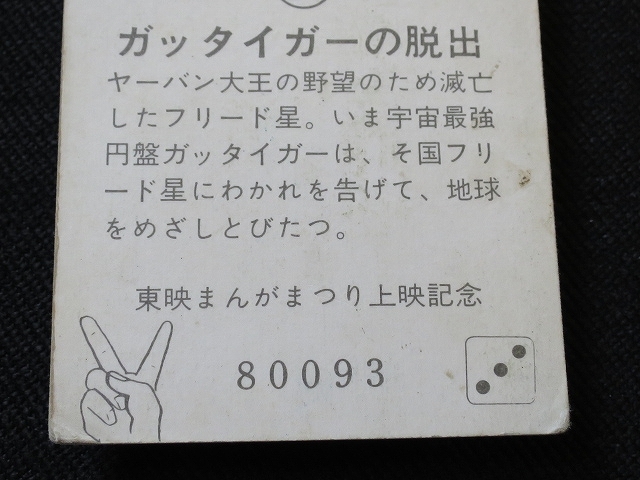 ガッタイガーの脱出
ヤーバン大王の野望のため滅亡
したフリード星。いま宇宙最強
円盤ガッタイガーは、そ国フリ
ード星にわかれを告げて、地球
をめざしとびたつ。
東映まんがまつり上映記念
80093